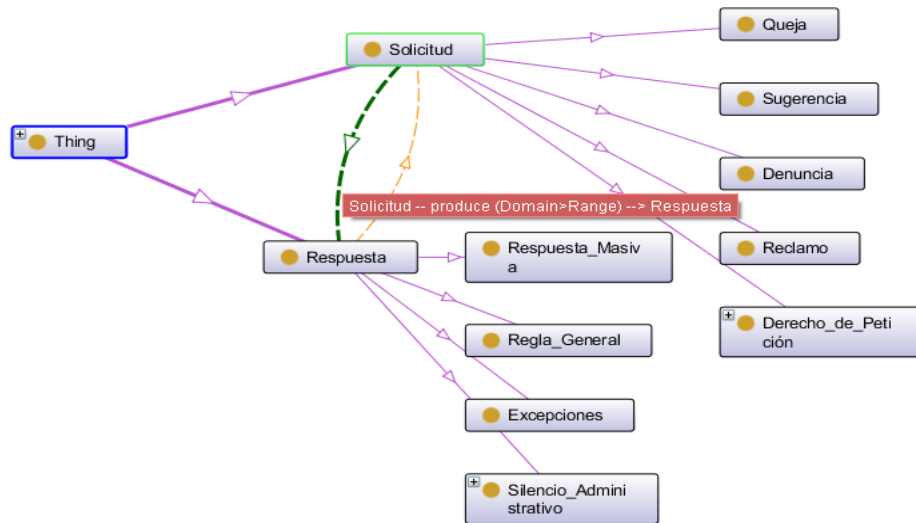 Queja
Solicitud
Sugerencia
Thing
Denuncia
Solicitud -- produce (Domain>Range) --> Respuesta
Respuesta
Respuesta_Masiv
a
Reclamo
Derecho_de_Peti
ción
Regla_General
Excepciones
Silencio_Admini
strativo